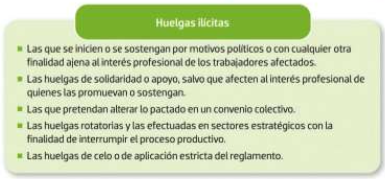 Huelgas ilícitas
▪ Las que se inicien o se sostengan por motivos políticos o con cualquier otra
finalidad ajena al interés profesional de los trabajadores afectados.
▪ Las huelgas de solidaridad o apoyo, salvo que afecten al interés profesional de
quienes las promuevan o sostengan.
▪ Las que pretendan alterar lo pactado en un convenio colectivo.
▪ Las huelgas rotatorias y las efectuadas en sectores estratégicos con la
finalidad de interrumpir el proceso productivo.
▪ Las huelgas de celo o de aplicación estricta del reglamento.